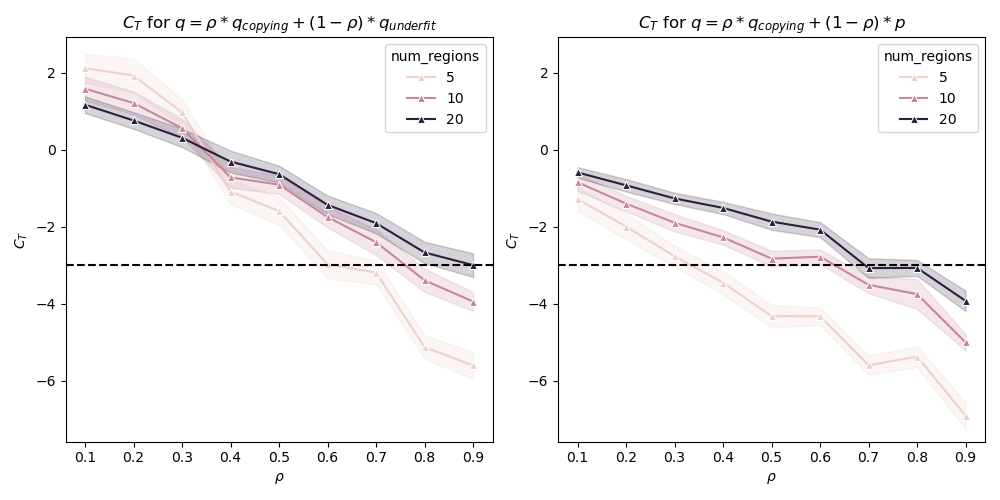 C_T for q = ρ * q_copying + (1 − ρ) * q_underfit
num_regions
5
10
20
2
0
−2
−4
−6
C_T
0.1 0.2 0.3 0.4 0.5 0.6 0.7 0.8 0.9
ρ
C_T for q = ρ * q_copying + (1 − ρ) * p
num_regions
5
10
20
2
0
−2
−4
−6
C_T
0.1 0.2 0.3 0.4 0.5 0.6 0.7 0.8 0.9
ρ